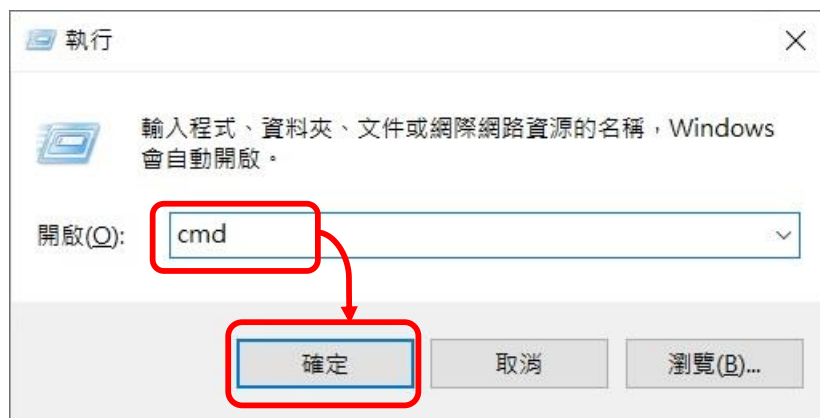 執行
輸入程式、資料夾、文件或網際網路資源的名稱，Windows
會自動開啟。
開啟(O): cmd
確定 取消 瀏覽(B)...